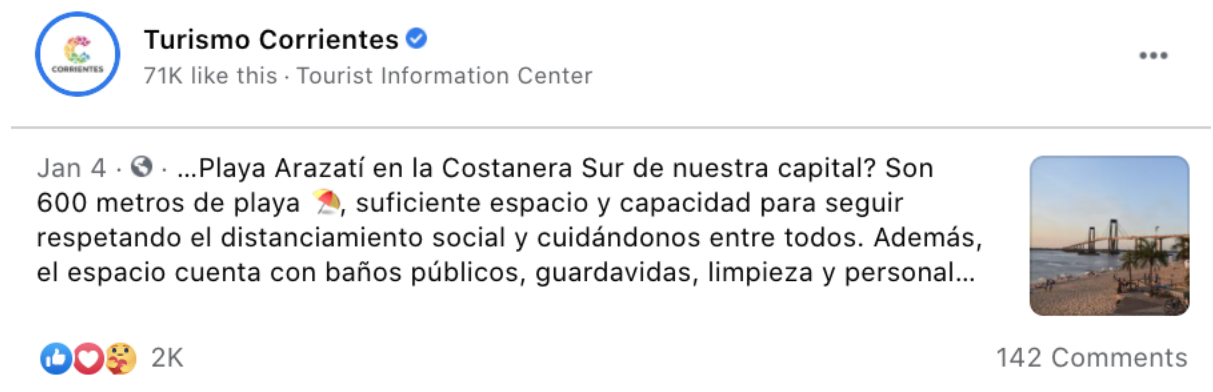 CORRIENTES
Turismo Corrientes
71K like this · Tourist Information Center
Jan 4 · · ...Playa Arazatí en la Costanera Sur de nuestra capital? Son
600 metros de playa ⛱️, suficiente espacio y capacidad para seguir
respetando el distanciamiento social y cuidándonos entre todos. Además,
el espacio cuenta con baños públicos, guardavidas, limpieza y personal...
2K
142 Comments